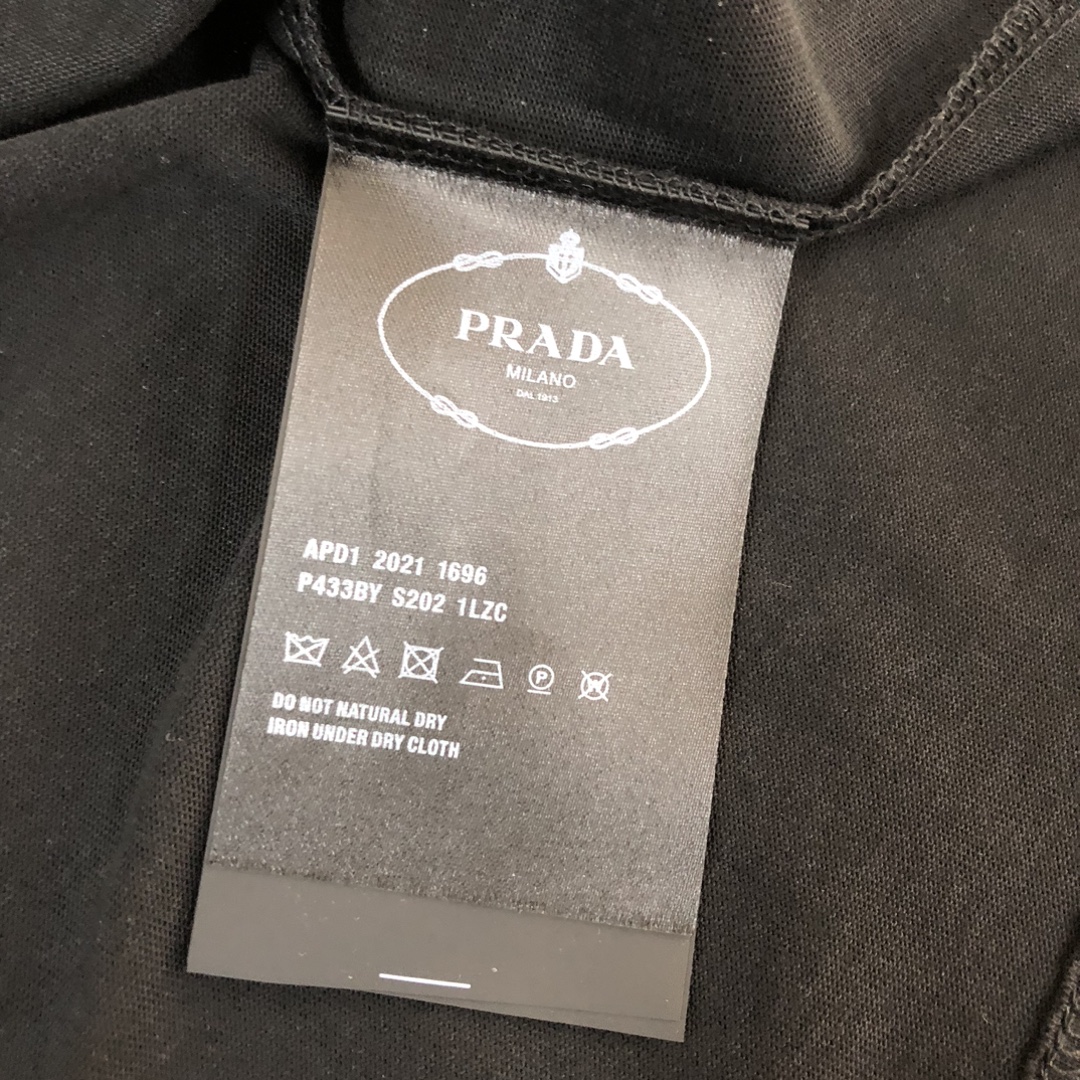 PRADA
MILANO
DAL 1913
APD1 2021 1696
P433BY S202 1LZC
P W
DO NOT NATURAL DRY
IRON UNDER DRY CLOTH